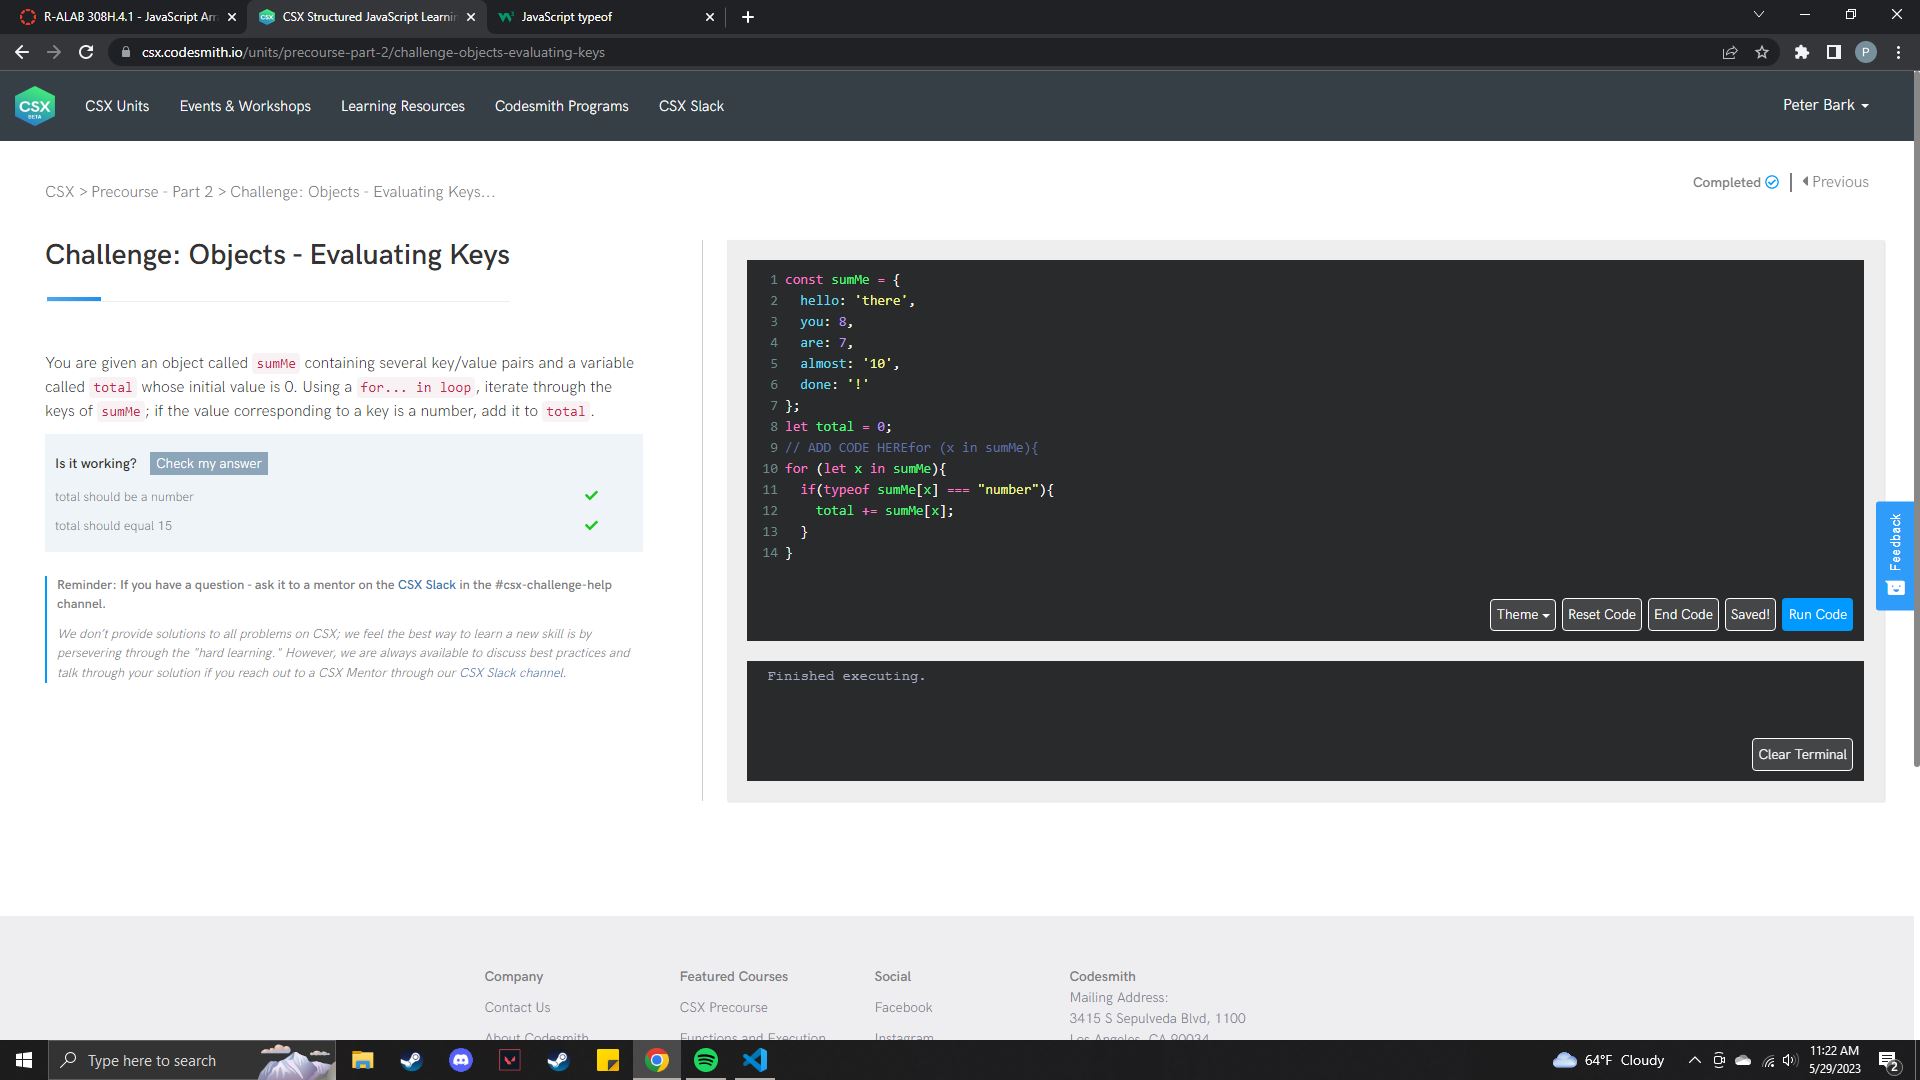 R-ALAB 308H.4.1 - JavaScript Arr
CSX Structured JavaScript Learnin
JavaScript typeof
csx.codesmith.io/units/precourse-part-2/challenge-objects-evaluating-keys
P
CSX
BETA
CSX Units
Events & Workshops
Learning Resources
Codesmith Programs
CSX Slack
Peter Bark
CSX > Precourse - Part 2 > Challenge: Objects - Evaluating Keys...
Completed
Previous
Challenge: Objects - Evaluating Keys
You are given an object called sumMe containing several key/value pairs and a variable
called total whose initial value is 0. Using a for... in loop, iterate through the
keys of sumMe; if the value corresponding to a key is a number, add it to total.
Is it working? Check my answer
total should be a number
total should equal 15
Reminder: If you have a question - ask it to a mentor on the CSX Slack in the #csx-challenge-help
channel.
We don't provide solutions to all problems on CSX; we feel the best way to learn a new skill is by
persevering through the "hard learning." However, we are always available to discuss best practices and
talk through your solution if you reach out to a CSX Mentor through our CSX Slack channel.
1 const sumMe = {
2   hello: 'there',
3   you: 8,
4   are: 7,
5   almost: '10',
6   done: '!'
7 };
8 let total = 0;
9 // ADD CODE HEREfor (x in sumMe){
10 for (let x in sumMe){
11   if(typeof sumMe[x] === "number"){
12     total += sumMe[x];
13   }
14 }
Theme
Reset Code
End Code
Saved!
Run Code
Finished executing.
Clear Terminal
Feedback
Company
Contact Us
About Codesmith
Featured Courses
CSX Precourse
Functions and Execution
Social
Facebook
Instagram
Codesmith
Mailing Address:
3415 S Sepulveda Blvd, 1100
Los Angeles, CA 90034
Type here to search
64°F Cloudy
11:22 AM
5/29/2023
2